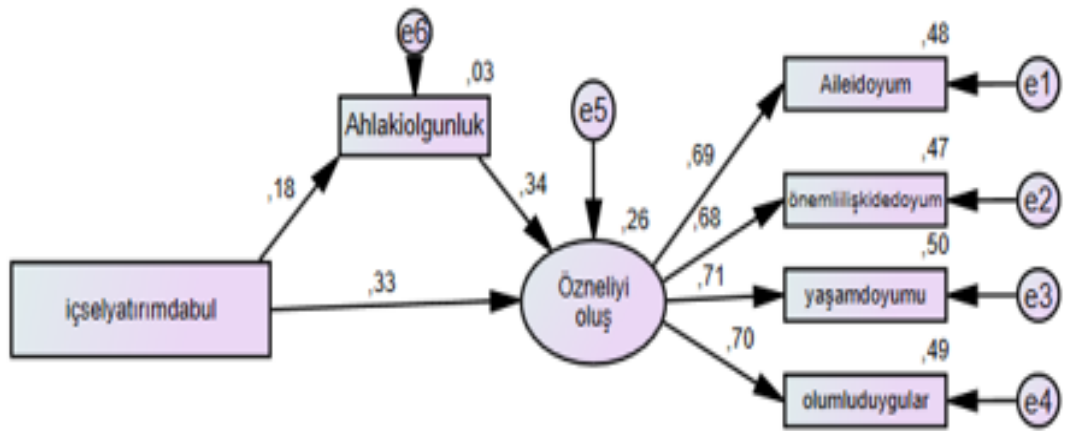 e6
,03
Ahlakiolgunluk
e5
,48
Aileidoyum
e1
,69
,47
önemliilişkidedoyum
e2
,18
,34
,26
,68
,50
içselyatırımdabul
,33
Özneliyi
oluş
,71
yaşamdoyumu
e3
,70
,49
olumluduygular
e4